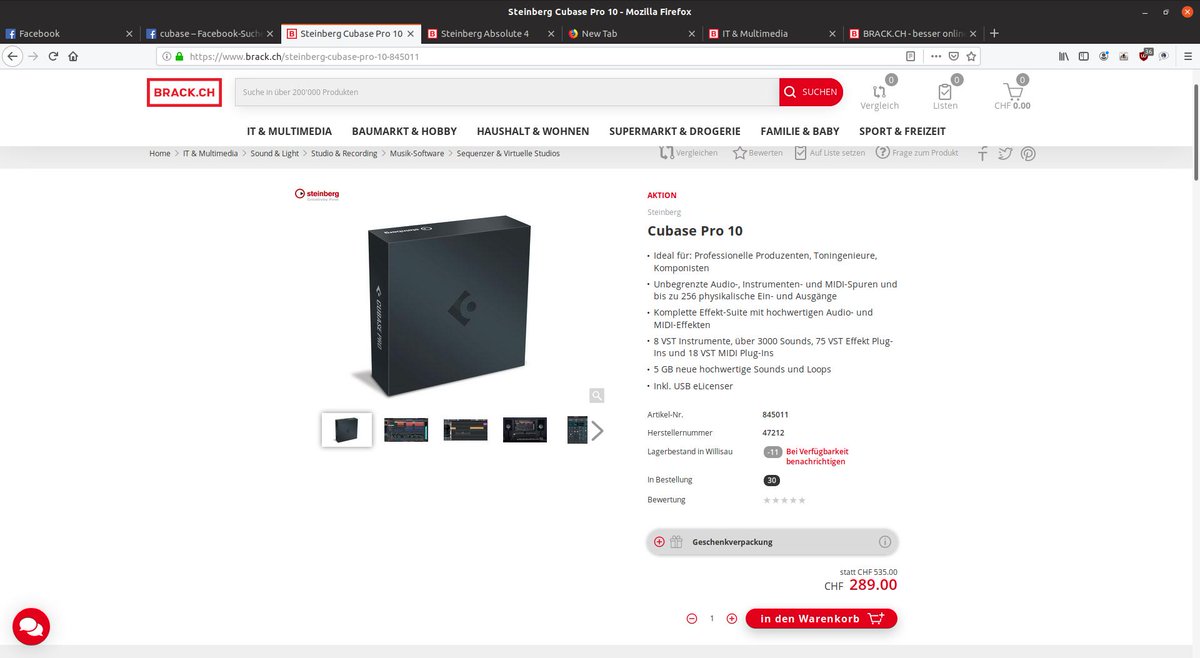 Steinberg Cubase Pro 10 - Mozilla Firefox
Facebook
cubase – Facebook-Suche
Steinberg Cubase Pro 10
Steinberg Absolute 4
New Tab
IT & Multimedia
BRACK.CH - besser online
https://www.brack.ch/steinberg-cubase-pro-10-845011
36
BRACK.CH
Suche in über 200'000 Produkten
SUCHEN
0
Vergleich
0
Listen
0
CHF 0.00
IT & MULTIMEDIA
BAUMARKT & HOBBY
HAUSHALT & WOHNEN
SUPERMARKT & DROGERIE
FAMILIE & BABY
SPORT & FREIZEIT
Home > IT & Multimedia > Sound & Light > Studio & Recording > Musik-Software > Sequenzer & Virtuelle Studios
Vergleichen
Bewerten
Auf Liste setzen
Frage zum Produkt
steinberg
steinberg
CUBASE PRO
AKTION
Steinberg
Cubase Pro 10
• Ideal für: Professionelle Produzenten, Toningenieure,
Komponisten
• Unbegrenzte Audio-, Instrumenten- und MIDI-Spuren und
bis zu 256 physikalische Ein- und Ausgänge
• Komplette Effekt-Suite mit hochwertigen Audio- und
MIDI-Effekten
• 8 VST Instrumente, über 3000 Sounds, 75 VST Effekt Plug-
Ins und 18 VST MIDI Plug-Ins
• 5 GB neue hochwertige Sounds und Loops
• Inkl. USB eLicenser
Artikel-Nr. 845011
Herstellernummer 47212
Lagerbestand in Willisau -11 Bei Verfügbarkeit
benachrichtigen
In Bestellung 30
Bewertung
Geschenkverpackung
statt CHF 535.00
CHF 289.00
1
In den Warenkorb